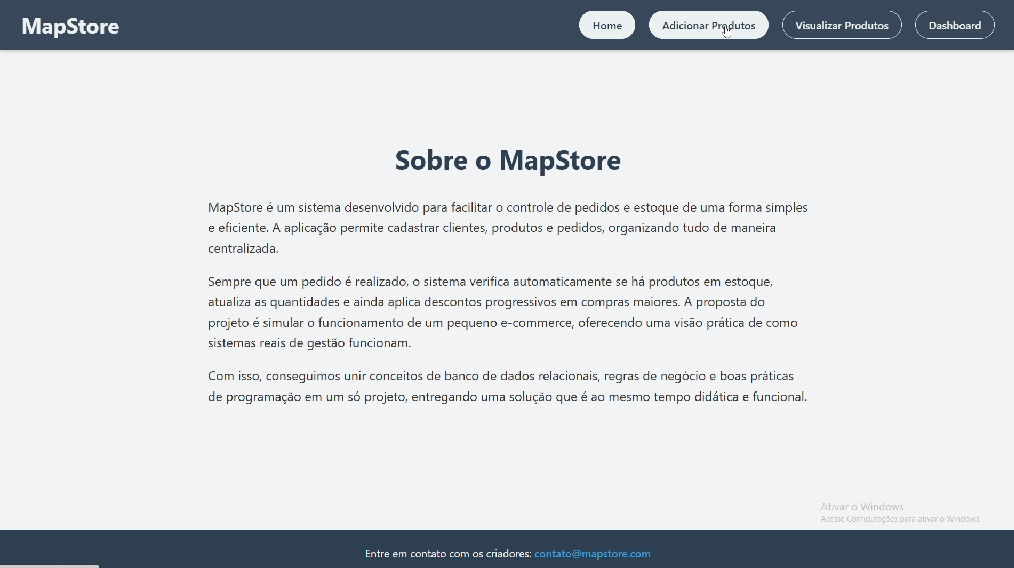 MapStore
Home
Adicionar Produtos
Visualizar Produtos
Dashboard
Sobre o MapStore
MapStore é um sistema desenvolvido para facilitar o controle de pedidos e estoque de uma forma simples
e eficiente. A aplicação permite cadastrar clientes, produtos e pedidos, organizando tudo de maneira
centralizada.
Sempre que um pedido é realizado, o sistema verifica automaticamente se há produtos em estoque,
atualiza as quantidades e ainda aplica descontos progressivos em compras maiores. A proposta do
projeto é simular o funcionamento de um pequeno e-commerce, oferecendo uma visão prática de como
sistemas reais de gestão funcionam.
Com isso, conseguimos unir conceitos de banco de dados relacionais, regras de negócio e boas práticas
de programação em um só projeto, entregando uma solução que é ao mesmo tempo didática e funcional.
Ativar o Windows
Acesse Configurações para ativar o Windows.
Entre em contato com os criadores: contato@mapstore.com